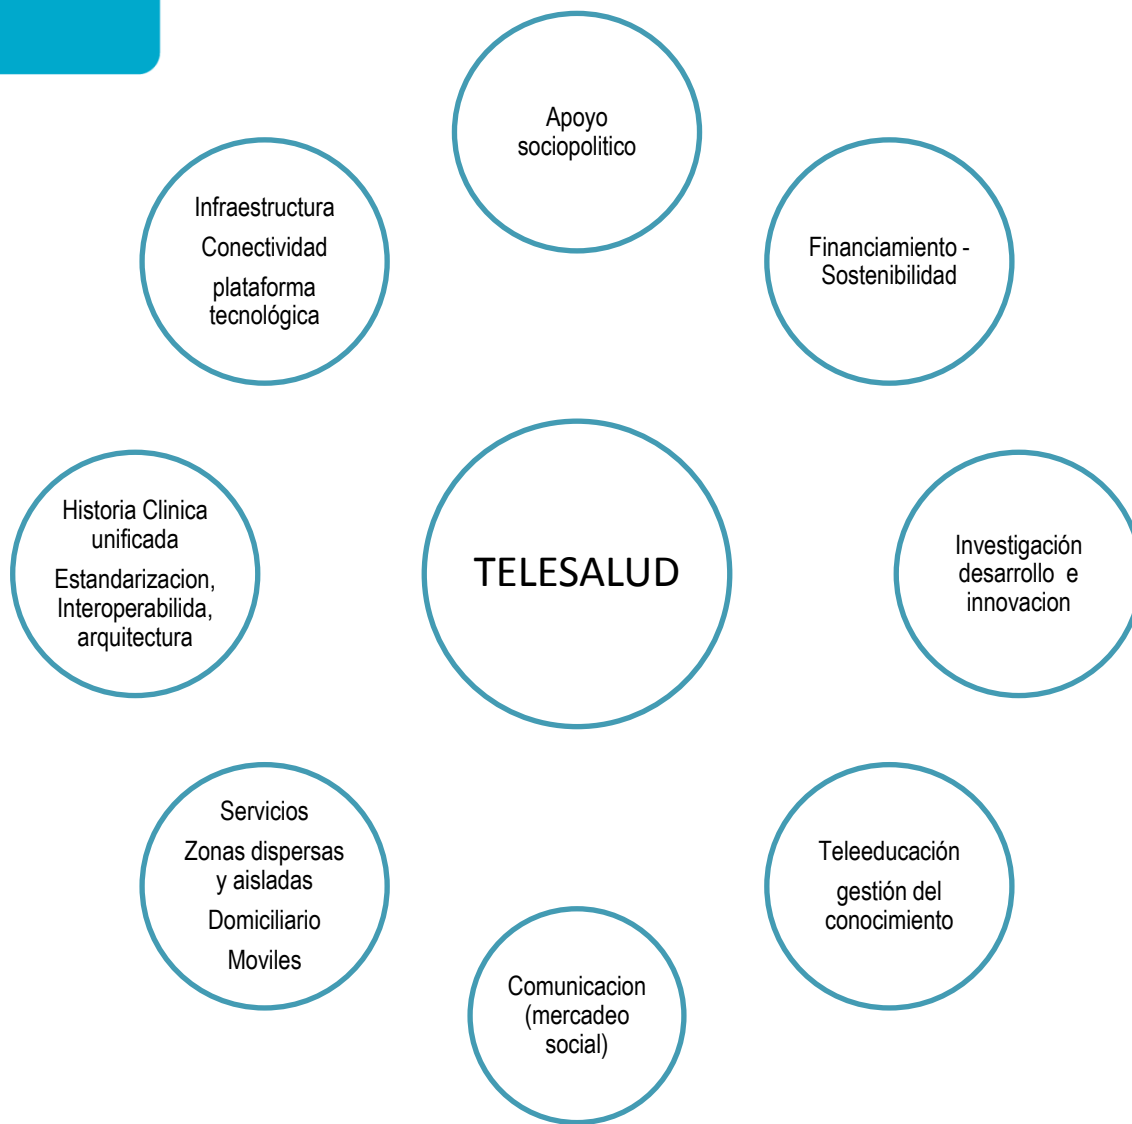 Apoyo
sociopolitico
Infraestructura
Conectividad
plataforma
tecnológica
Financiamiento -
Sostenibilidad
Historia Clinica
unificada
Estandarizacion,
Interoperabilida,
arquitectura
TELESALUD
Investigación
desarrollo e
innovacion
Servicios
Zonas dispersas
y aisladas
Domiciliario
Moviles
Teleeducación
gestión del
conocimiento
Comunicacion
(mercadeo
social)